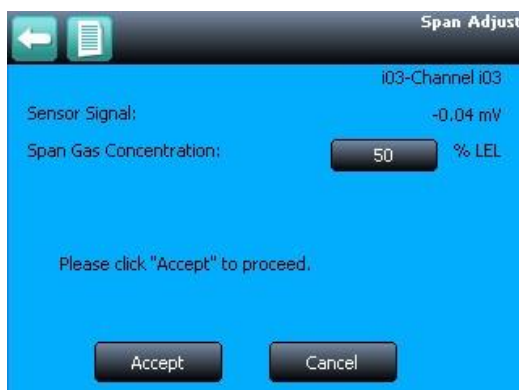 Span Adjust
i03-Channel i03
Sensor Signal: -0.04 mV
Span Gas Concentration: 50 % LEL
Please click "Accept" to proceed.
Accept Cancel